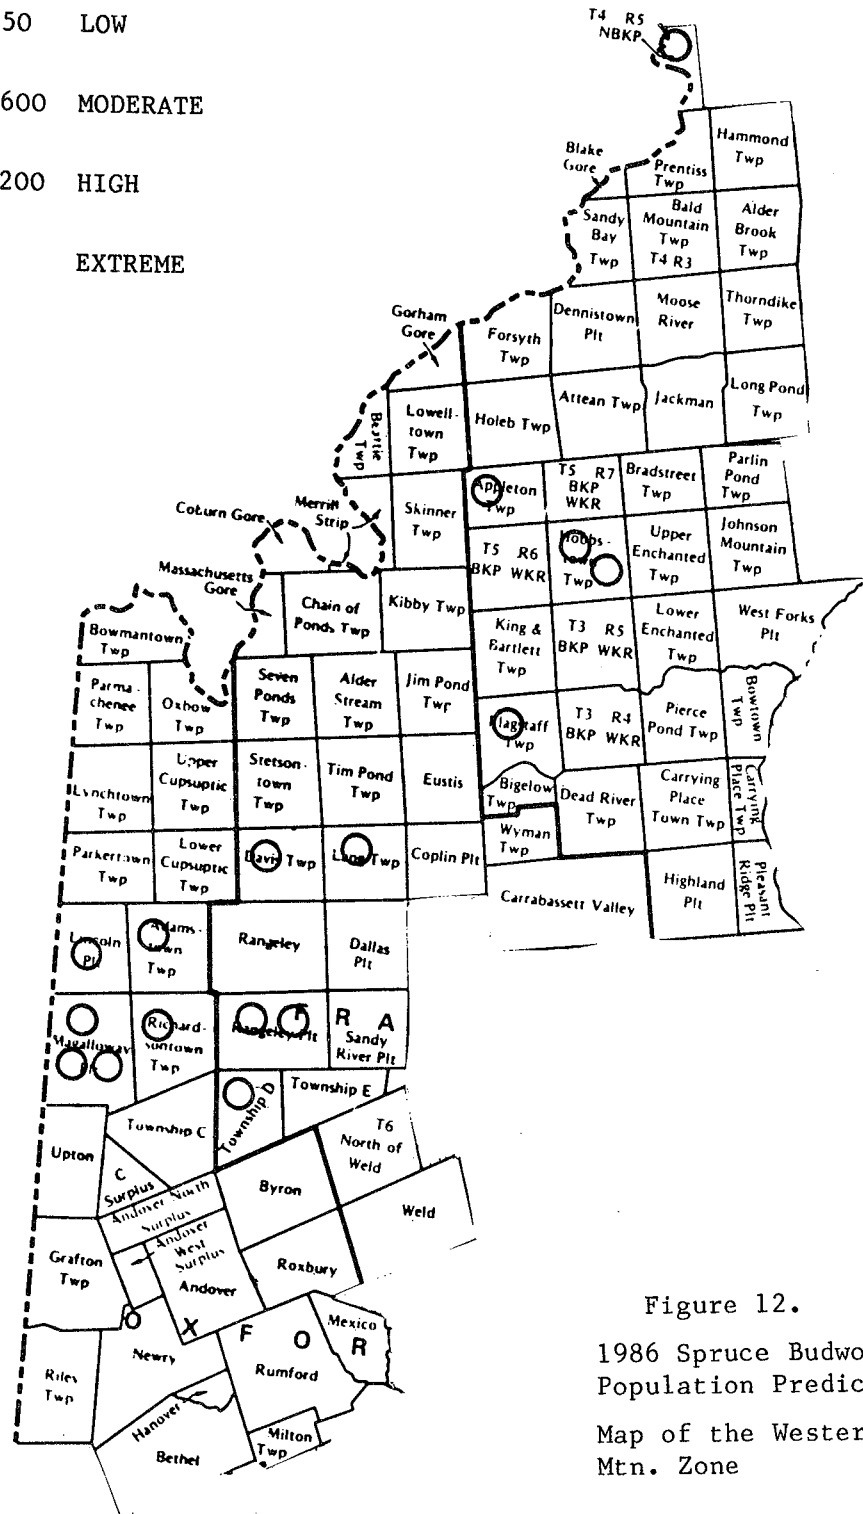 50 LOW
600 MODERATE
200 HIGH
EXTREME
T4 R5
NBKP
Hammond
Twp
Blake
Gore
Prentiss
Twp
Sandy
Bay
Twp
Bald
Mountain
Twp
T4 R3
Alder
Brook
Twp
Gorham
Gore
Forsyth
Twp
Dennistown
Plt
Moose
River
Thorndike
Twp
Beattie
Twp
Lowell-
town
Twp
Holeb Twp
Attean Twp
Jackman
Long Pond
Twp
Coburn Gore
Merrill
Strip
Skinner
Twp
Appleton
Twp
T5 R7
BKP
WKR
Bradstreet
Twp
Parlin
Pond
Twp
Massachusetts
Gore
T5 R6
BKP WKR
Hobbs-
town
Twp
Upper
Enchanted
Twp
Johnson
Mountain
Twp
Bowmantown
Twp
Chain of
Ponds Twp
Kibby Twp
King &
Bartlett
Twp
T3 R5
BKP WKR
Lower
Enchanted
Twp
West Forks
Plt
Parma-
chenee
Twp
Oxbow
Twp
Seven
Ponds
Twp
Alder
Stream
Twp
Jim Pond
Twp
Flagstaff
Twp
T3 R4
BKP WKR
Pierce
Pond Twp
Bowtown
Twp
Lynchtown
Twp
Upper
Cupsuptic
Twp
Stetson-
town
Twp
Tim Pond
Twp
Eustis
Bigelow
Twp
Dead River
Twp
Carrying
Place
Town Twp
Carrying
Place Twp
Parkertown
Twp
Lower
Cupsuptic
Twp
Davis Twp
Lang Twp
Coplin Plt
Wyman
Twp
Carrabassett Valley
Highland
Plt
Pleasant
Ridge Plt
Lincoln
Plt
Adams-
town
Twp
Rangeley
Dallas
Plt
Magalloway
Plt
Richard-
sontown
Twp
Rangeley Plt
F R A
Sandy
River Plt
Township D
Township E
Upton
Township C
C
Surplus
T6
North of
Weld
Andover North
Surplus
Byron
Weld
Grafton
Twp
Andover
West
Surplus
Andover
Roxbury
O X F O R
Mexico
Newry
Rumford
Riley
Twp
Hanover
Bethel
Milton
Twp
Figure 12.
1986 Spruce Budwo
Population Predic
Map of the Wester
Mtn. Zone